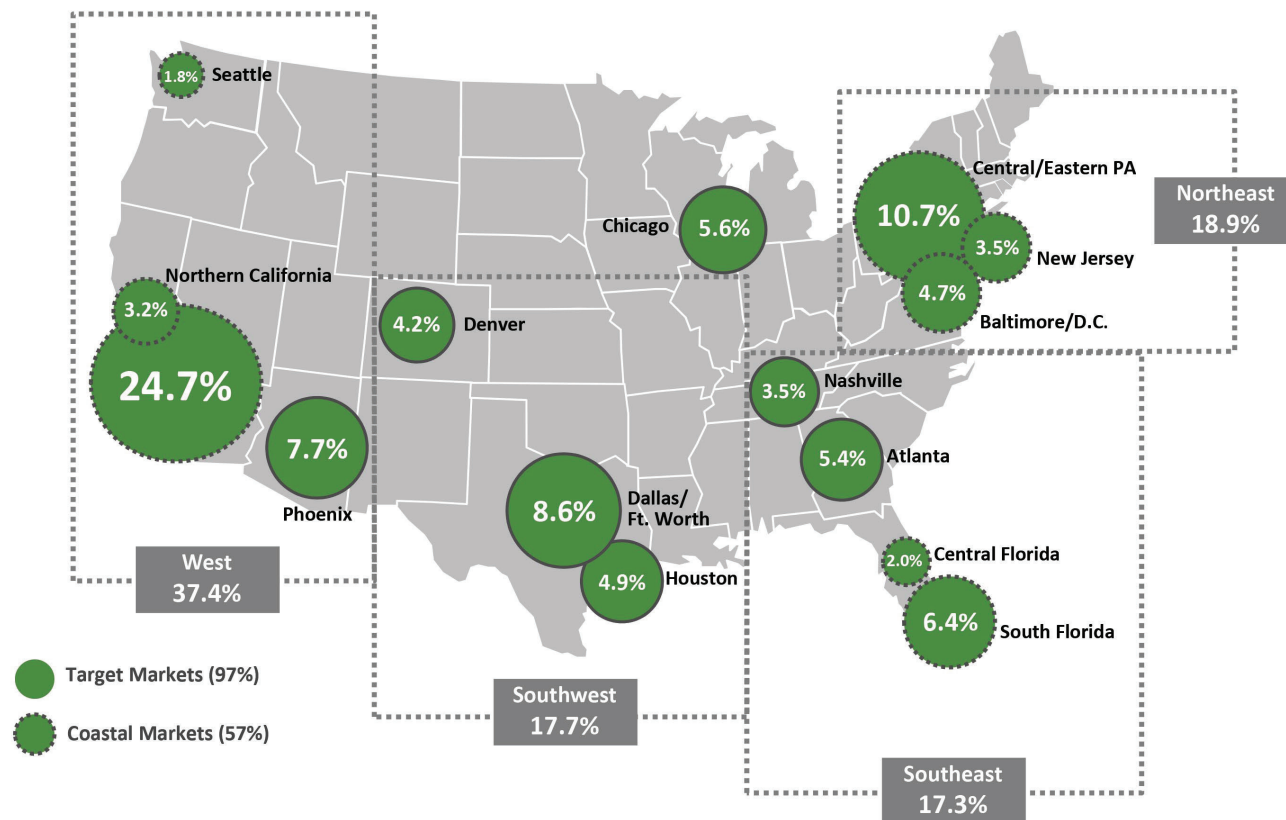 1.8%
Seattle
Central/Eastern PA
10.7%
Northeast
18.9%
Chicago
5.6%
3.5%
New Jersey
Northern California
3.2%
4.7%
Baltimore/D.C.
4.2%
Denver
24.7%
Nashville
3.5%
7.7%
Phoenix
5.4%
Atlanta
8.6%
Dallas/
Ft. Worth
West
37.4%
4.9%
Houston
2.0%
Central Florida
6.4%
South Florida
Target Markets (97%)
Coastal Markets (57%)
Southwest
17.7%
Southeast
17.3%